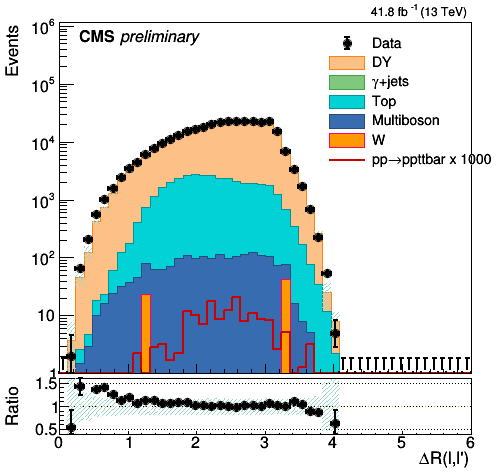 41.8 fb⁻¹ (13 TeV)
CMS preliminary
Events
10⁶
10⁵
10⁴
10³
10²
10
1
Data
DY
γ+jets
Top
Multiboson
W
pp→ppttbar x 1000
Ratio
1.5
1
0.5
0 1 2 3 4 5 6
ΔR(l,l')